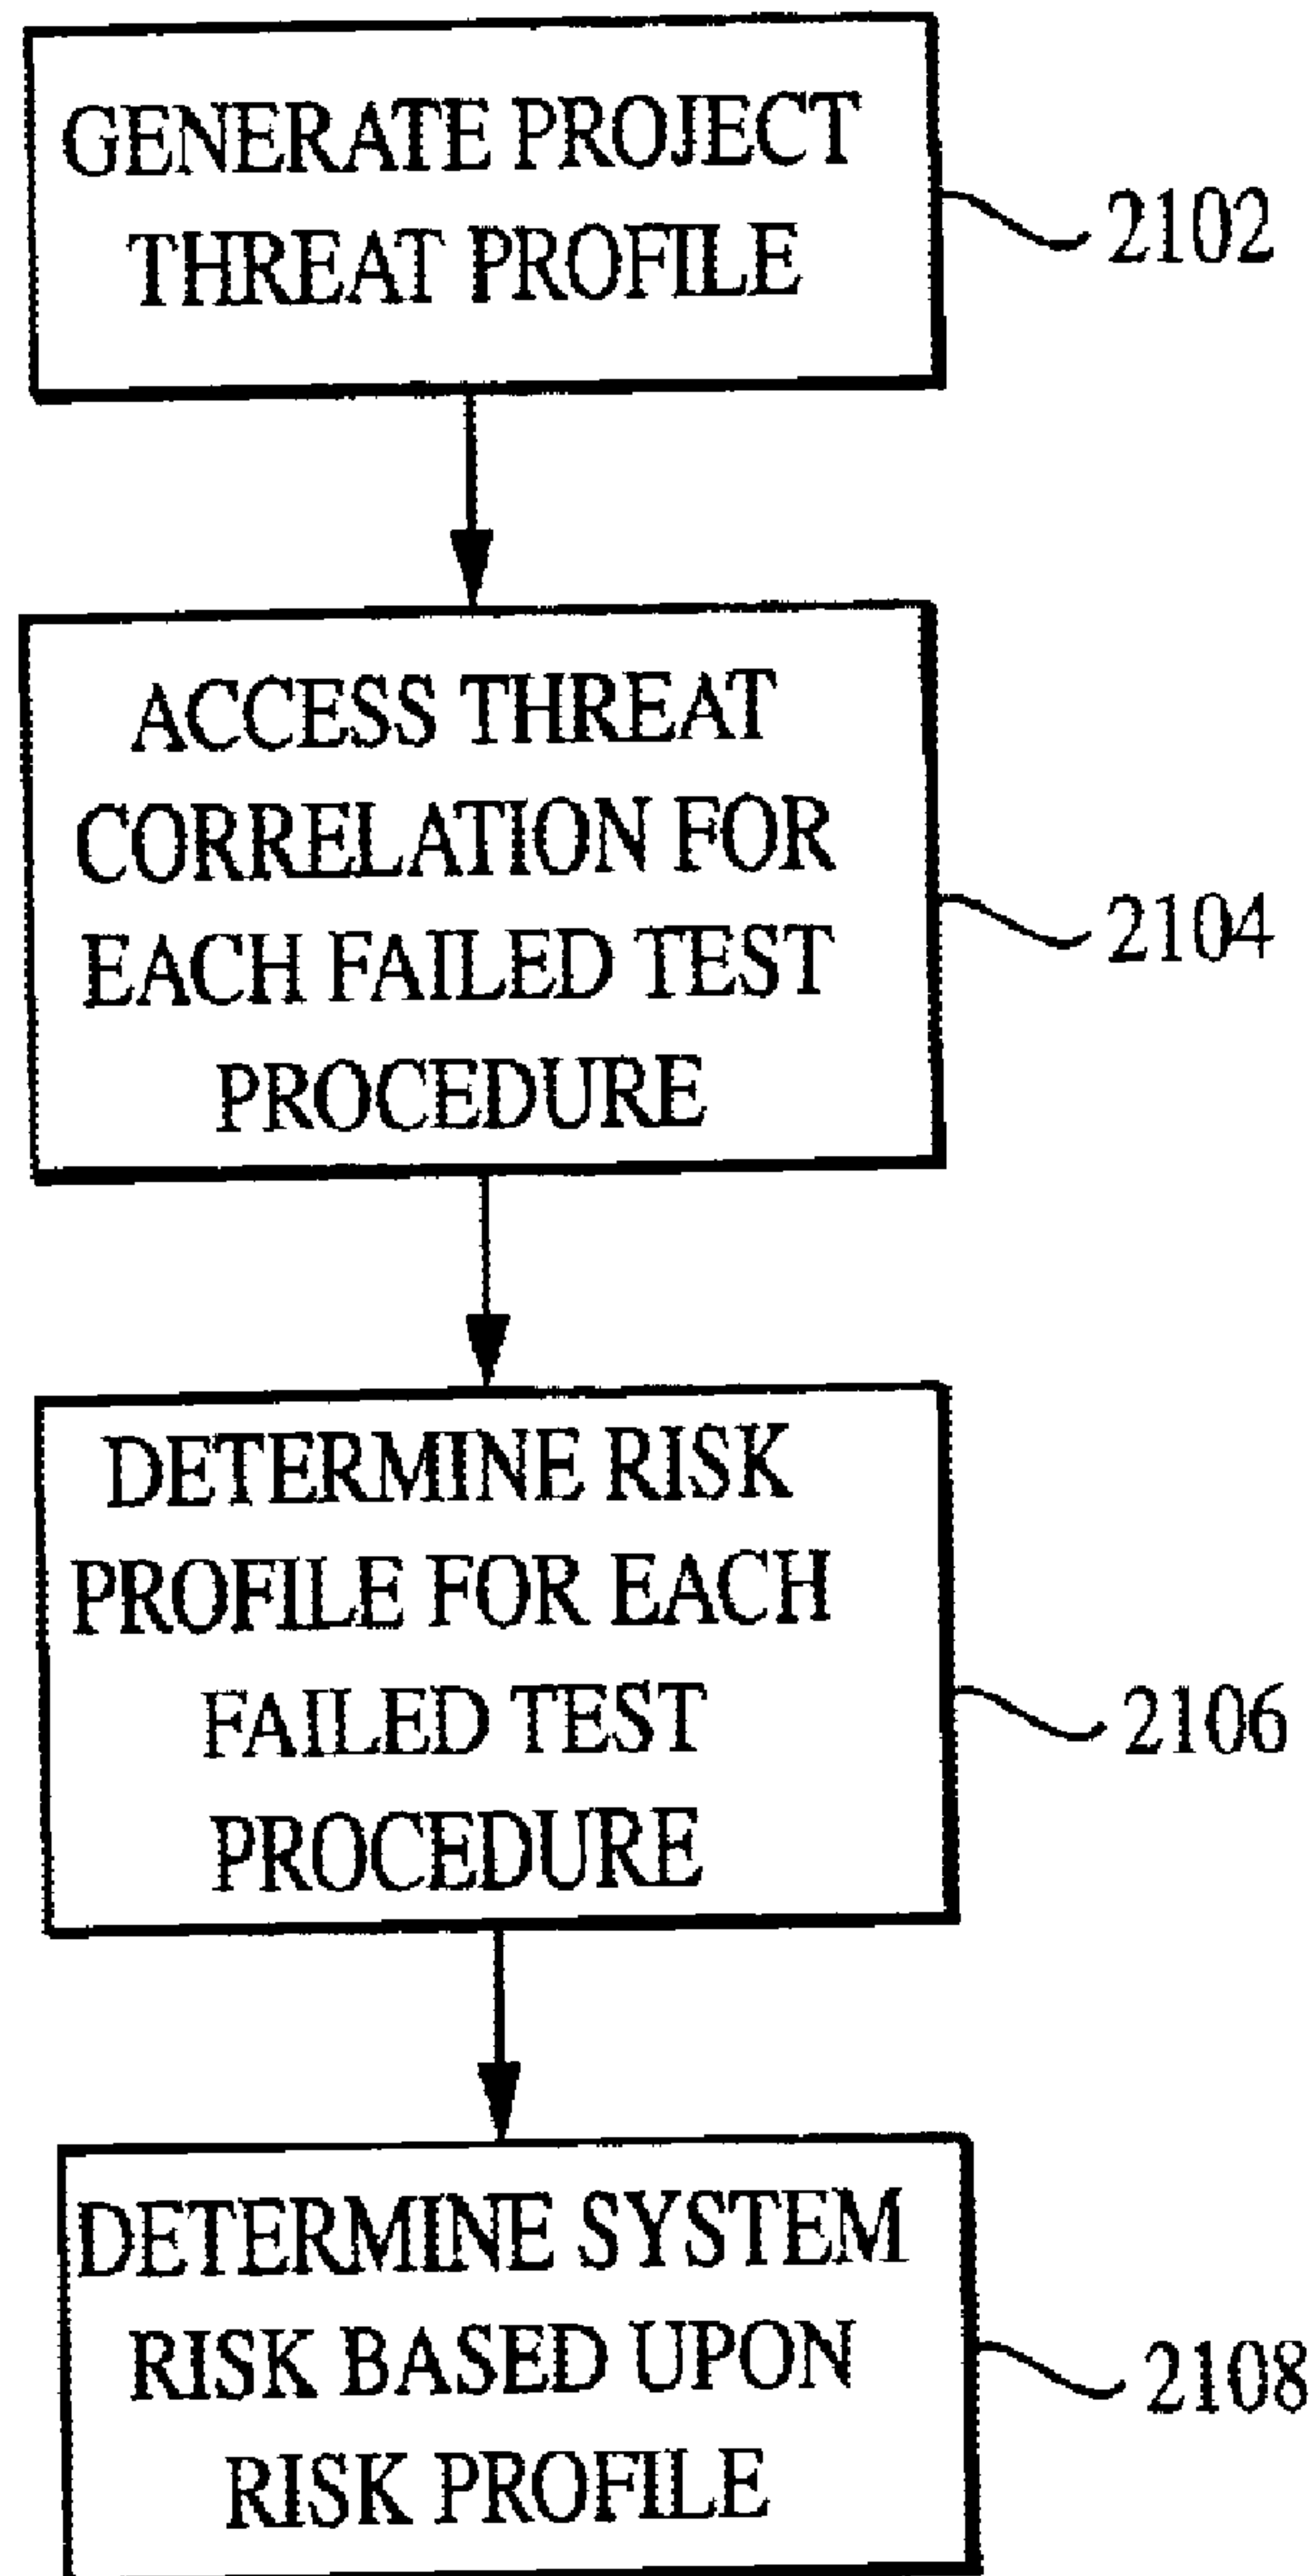 GENERATE PROJECT
THREAT PROFILE
2102
ACCESS THREAT
CORRELATION FOR
EACH FAILED TEST
PROCEDURE
2104
DETERMINE RISK
PROFILE FOR EACH
FAILED TEST
PROCEDURE
2106
DETERMINE SYSTEM
RISK BASED UPON
RISK PROFILE
2108